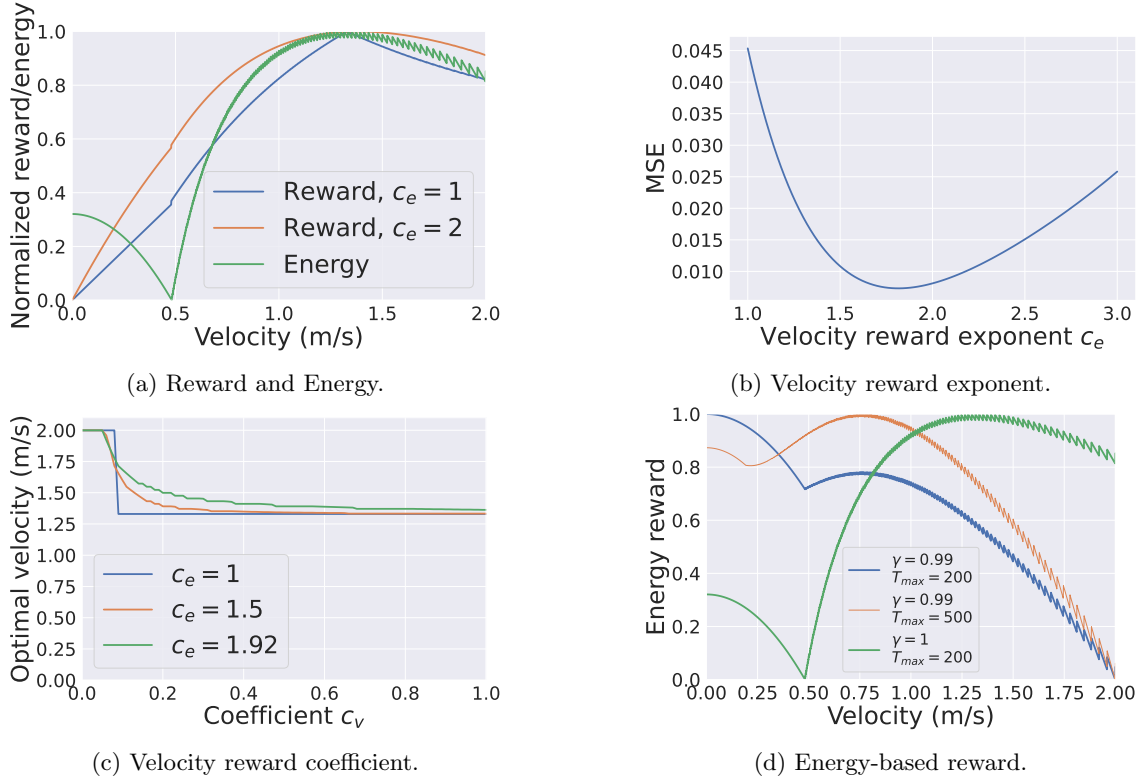 Normalized reward/energy
1.0
0.8
0.6
0.4
0.2
0.0
Reward, c_e = 1
Reward, c_e = 2
Energy
0.0 0.5 1.0 1.5 2.0
Velocity (m/s)
(a) Reward and Energy.
MSE
0.045
0.040
0.035
0.030
0.025
0.020
0.015
0.010
1.0 1.5 2.0 2.5 3.0
Velocity reward exponent c_e
(b) Velocity reward exponent.
Optimal velocity (m/s)
2.00
1.75
1.50
1.25
1.00
0.75
0.50
0.25
0.00
c_e = 1
c_e = 1.5
c_e = 1.92
0.0 0.2 0.4 0.6 0.8 1.0
Coefficient c_v
(c) Velocity reward coefficient.
Energy reward
1.0
0.8
0.6
0.4
0.2
0.0
γ = 0.99
T_max = 200
γ = 0.99
T_max = 500
γ = 1
T_max = 200
0.00 0.25 0.50 0.75 1.00 1.25 1.50 1.75 2.00
Velocity (m/s)
(d) Energy-based reward.